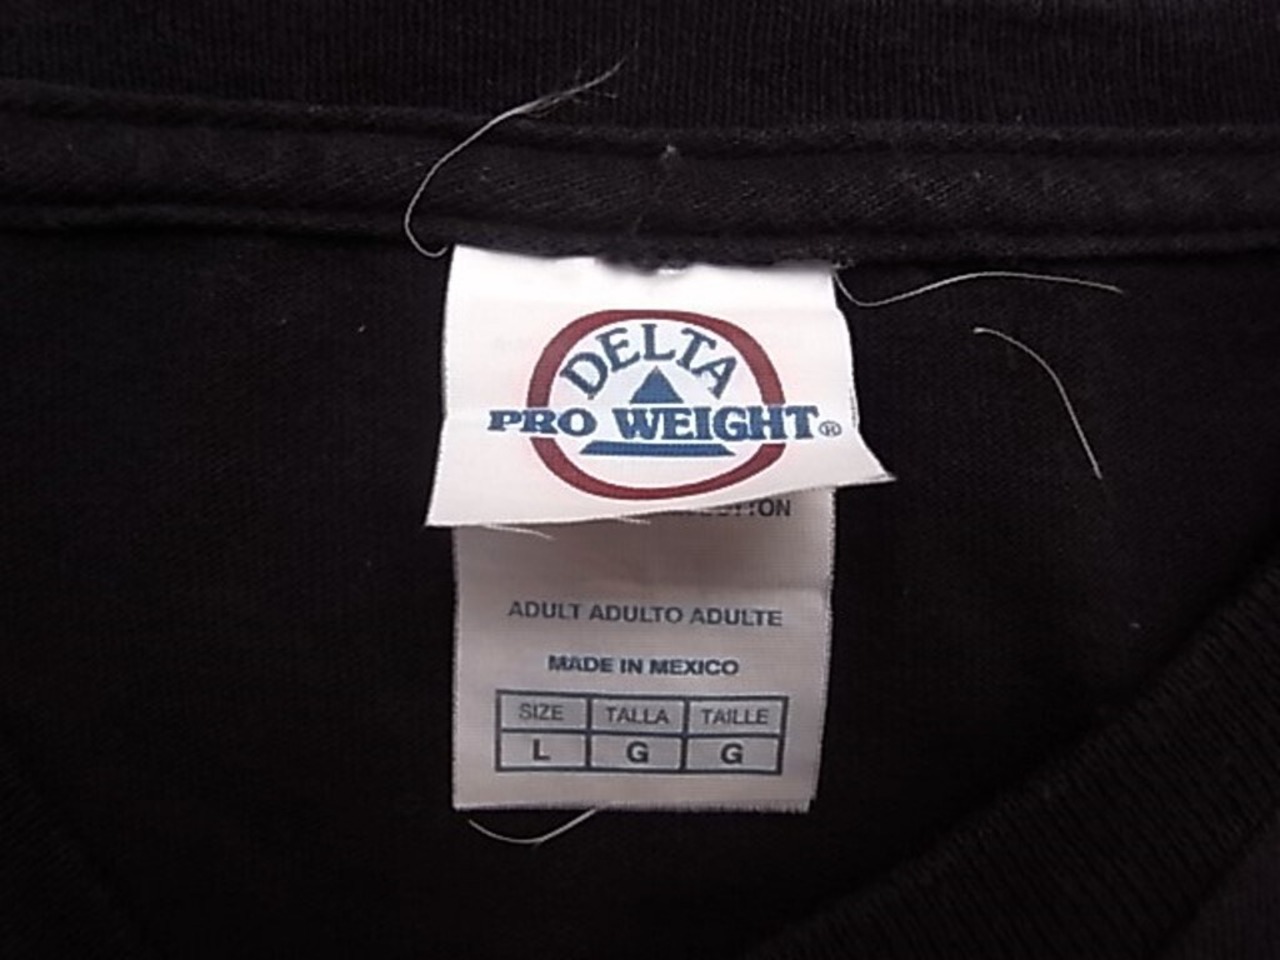 DELTA
PRO WEIGHT®
ADULT ADULTO ADULTE
MADE IN MEXICO
SIZE TALLA TAILLE
L G G